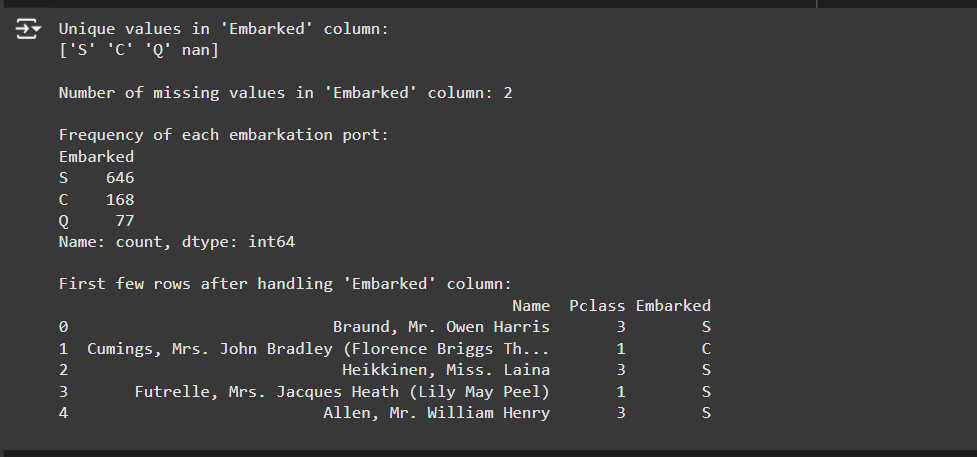 Unique values in 'Embarked' column:
['S' 'C' 'Q' nan]
Number of missing values in 'Embarked' column: 2
Frequency of each embarkation port:
Embarked
S    646
C    168
Q     77
Name: count, dtype: int64
First few rows after handling 'Embarked' column:
                                                Name  Pclass Embarked
0                            Braund, Mr. Owen Harris       3        S
1  Cumings, Mrs. John Bradley (Florence Briggs Th...       1        C
2                             Heikkinen, Miss. Laina       3        S
3       Futrelle, Mrs. Jacques Heath (Lily May Peel)       1        S
4                           Allen, Mr. William Henry       3        S